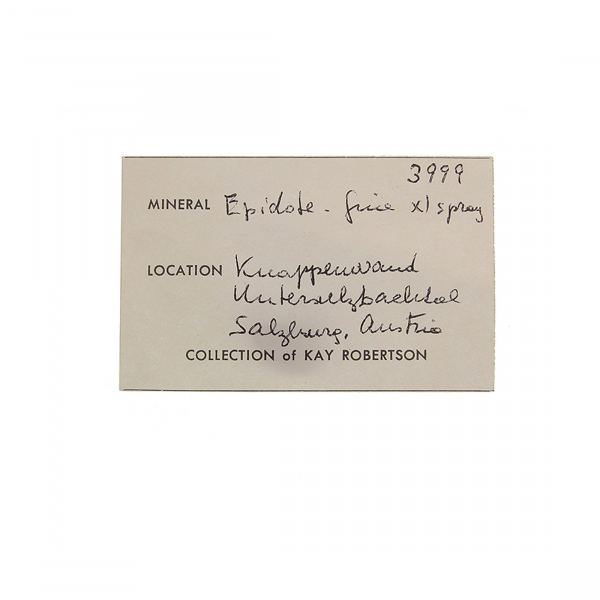 3999
MINERAL Epidote - fine xl spray
LOCATION Knappenwand
Untersulzbachtal
Salzburg, Austria
COLLECTION of KAY ROBERTSON